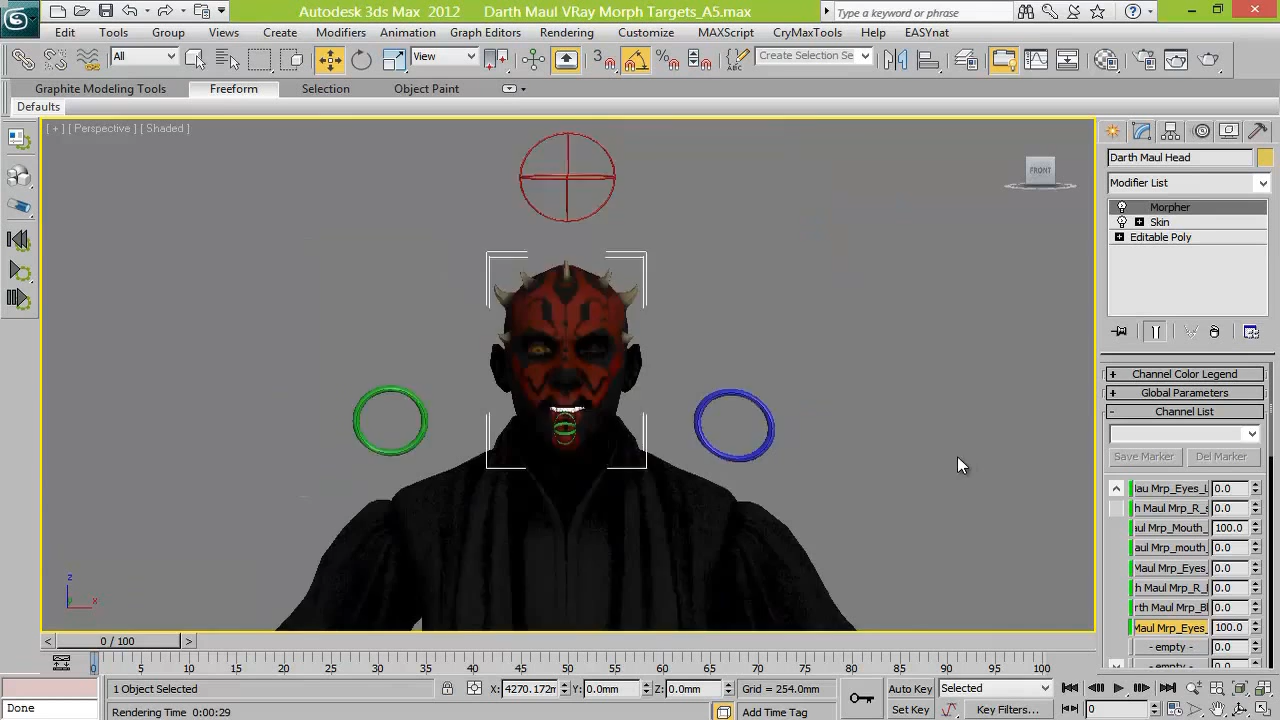 Autodesk 3ds Max 2012 Darth Maul VRay Morph Targets_A5.max
Type a keyword or phrase
Edit Tools Group Views Create Modifiers Animation Graph Editors Rendering Customize MAXScript CryMaxTools Help EASYnat
All View 3 Create Selection Se
Graphite Modeling Tools Freeform Selection Object Paint
Defaults
[ + ] [ Perspective ] [ Shaded ]
FRONT
Darth Maul Head
Modifier List
Morpher
Skin
Editable Poly
+ Channel Color Legend
+ Global Parameters
- Channel List
Save Marker Del Marker
lau Mrp_Eyes_L 0.0
th Maul Mrp_R_s 0.0
aul Mrp_Mouth_ 100.0
aul Mrp_mouth_ 0.0
Maul Mrp_Eyes_ 0.0
h Maul Mrp_R_l 0.0
rth Maul Mrp_Bl 0.0
Maul Mrp_Eyes_ 100.0
- empty - 0.0
- empty -
z
x
< 0 / 100 >
0 5 10 15 20 25 30 35 40 45 50 55 60 65 70 75 80 85 90 95 100
1 Object Selected X: 4270.172m Y: 0.0mm Z: 0.0mm Grid = 254.0mm Auto Key Selected
Done Rendering Time 0:00:29 Add Time Tag Set Key Key Filters... 0